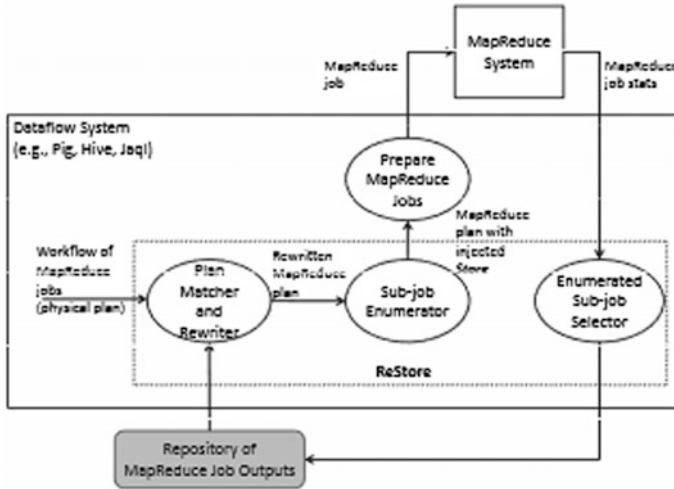 MapReduce
System
MapReduce
job
MapReduce
job stats
Dataflow System
(e.g., Pig, Hive, Jaql)
Prepare
MapReduce
Jobs
MapReduce
plan with
injected
Store
Workflow of
MapReduce
jobs
(physical plan)
Plan
Matcher
and
Rewriter
Rewritten
MapReduce
plan
Sub-job
Enumerator
Enumerated
Sub-job
Selector
ReStore
Repository of
MapReduce Job Outputs